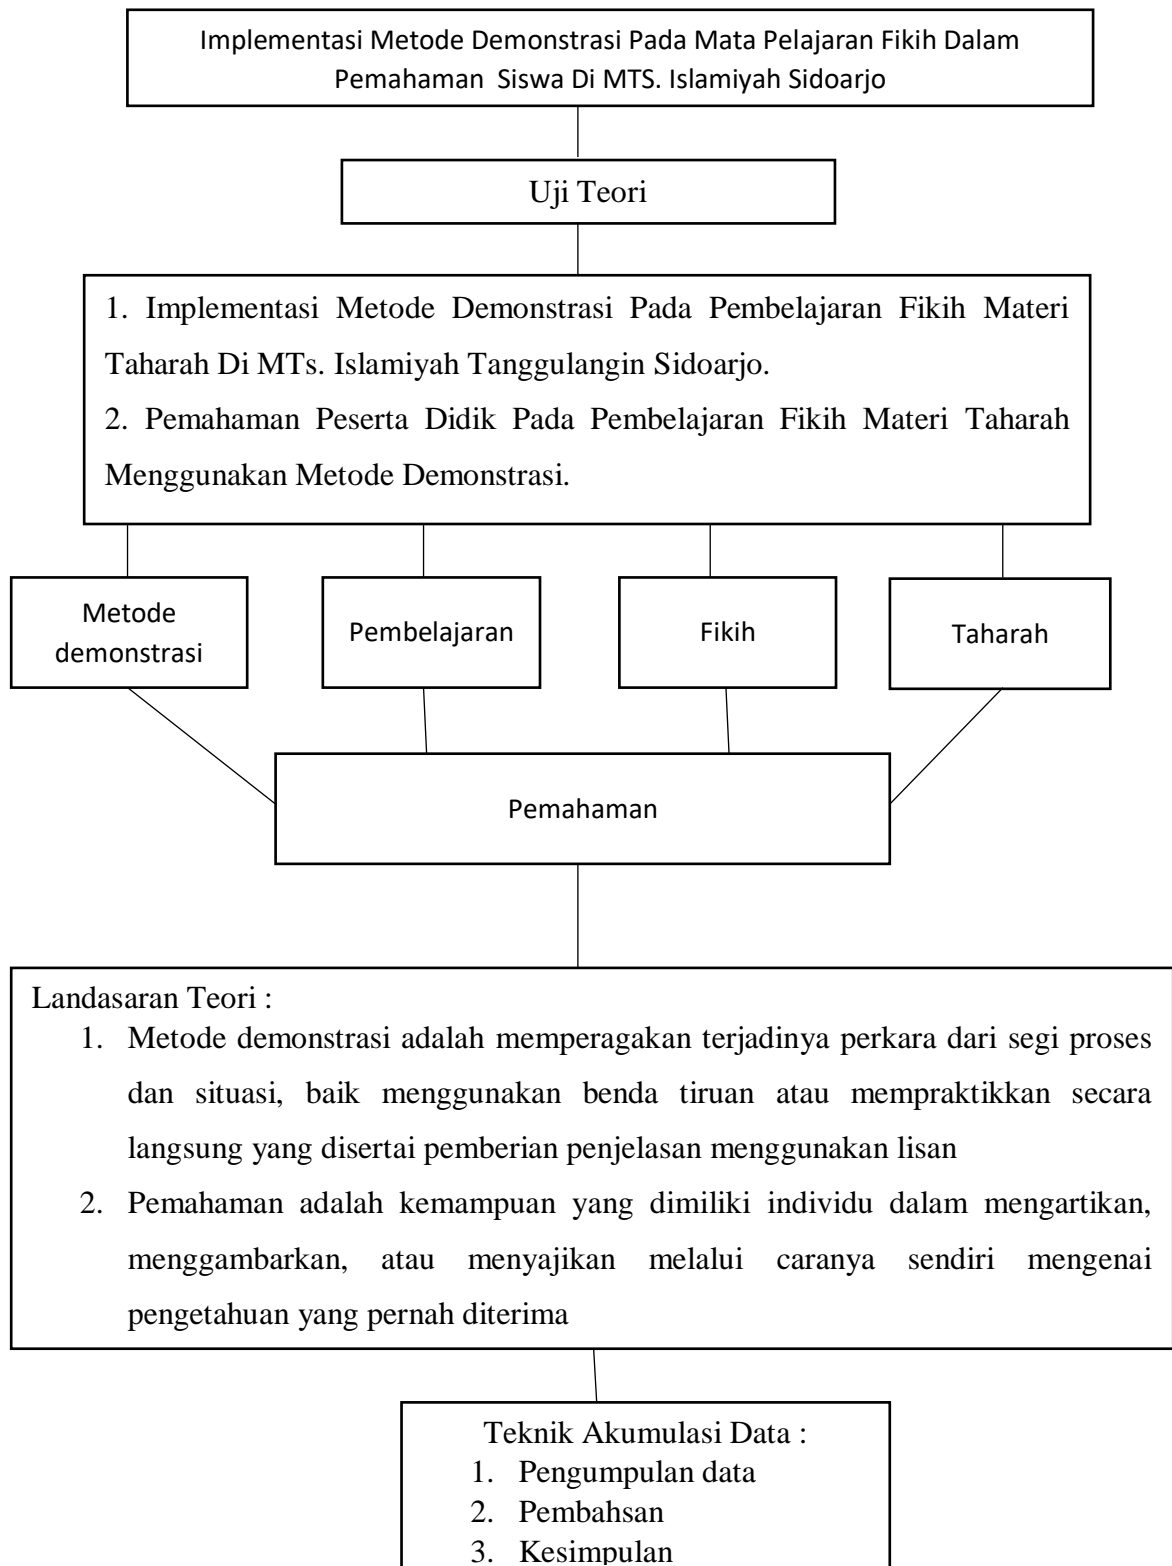 Implementasi Metode Demonstrasi Pada Mata Pelajaran Fikih Dalam
Pemahaman Siswa Di MTS. Islamiyah Sidoarjo
Uji Teori
1. Implementasi Metode Demonstrasi Pada Pembelajaran Fikih Materi
Taharah Di MTs. Islamiyah Tanggulangin Sidoarjo.
2. Pemahaman Peserta Didik Pada Pembelajaran Fikih Materi Taharah
Menggunakan Metode Demonstrasi.
Metode
demonstrasi
Pembelajaran
Fikih
Taharah
Pemahaman
Landasaran Teori :
1. Metode demonstrasi adalah memperagakan terjadinya perkara dari segi proses
dan situasi, baik menggunakan benda tiruan atau mempraktikkan secara
langsung yang disertai pemberian penjelasan menggunakan lisan
2. Pemahaman adalah kemampuan yang dimiliki individu dalam mengartikan,
menggambarkan, atau menyajikan melalui caranya sendiri mengenai
pengetahuan yang pernah diterima
Teknik Akumulasi Data :
1. Pengumpulan data
2. Pembahsan
3. Kesimpulan